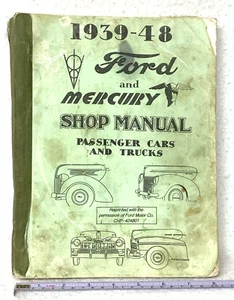 1939-48
V8
Ford
and
MERCURY
SHOP MANUAL
PASSENGER CARS
AND TRUCKS
Reprinted with the
permission of Ford Motor Co.